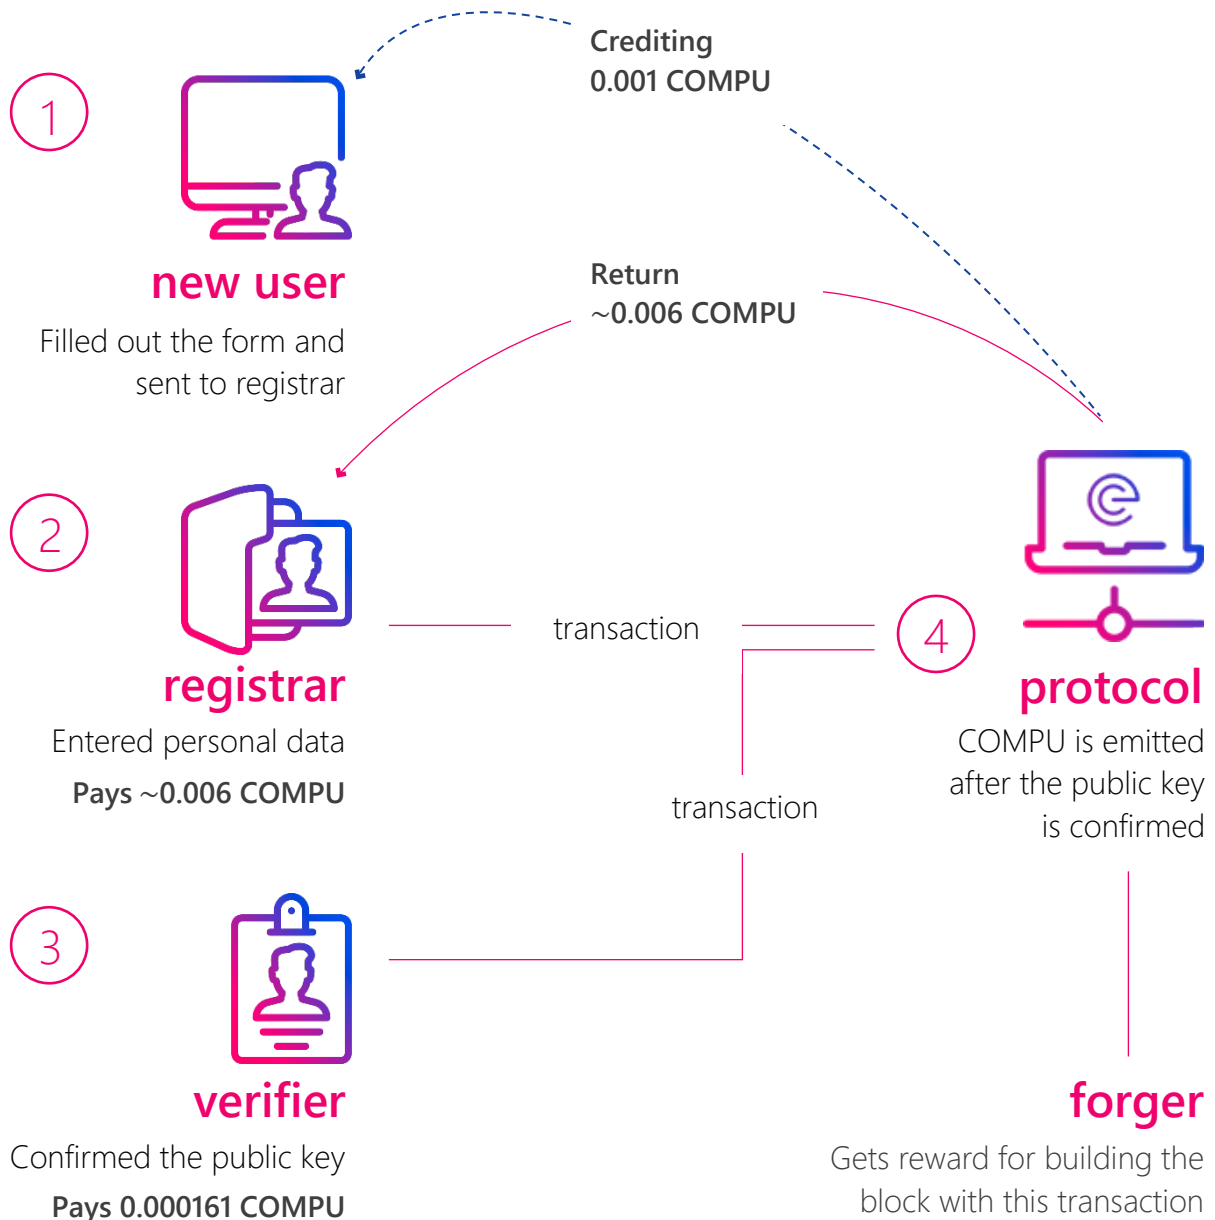 Crediting
0.001 COMPU
1
new user
Filled out the form and
sent to registrar
Return
~0.006 COMPU
2
registrar
Entered personal data
Pays ~0.006 COMPU
transaction
4
protocol
COMPU is emitted
after the public key
is confirmed
transaction
3
verifier
Confirmed the public key
Pays 0.000161 COMPU
forger
Gets reward for building the
block with this transaction